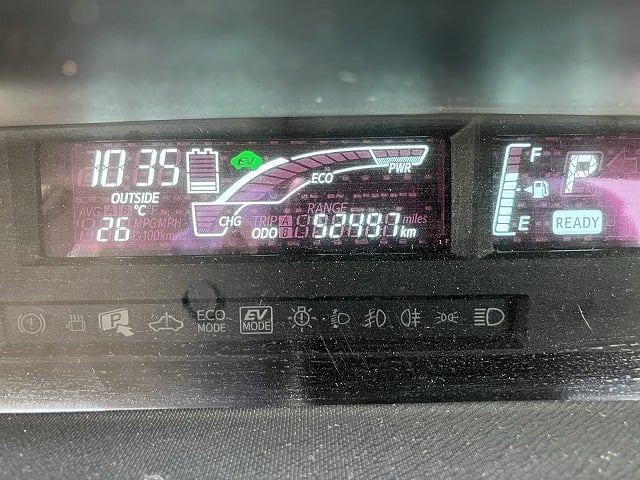 10 35
EV
PWR
ECO
OUTSIDE
°C
26
CHG
RANGE
TRIP A
miles
ODO B
km
F
E
P
READY
P
ECO
MODE
EV
MODE